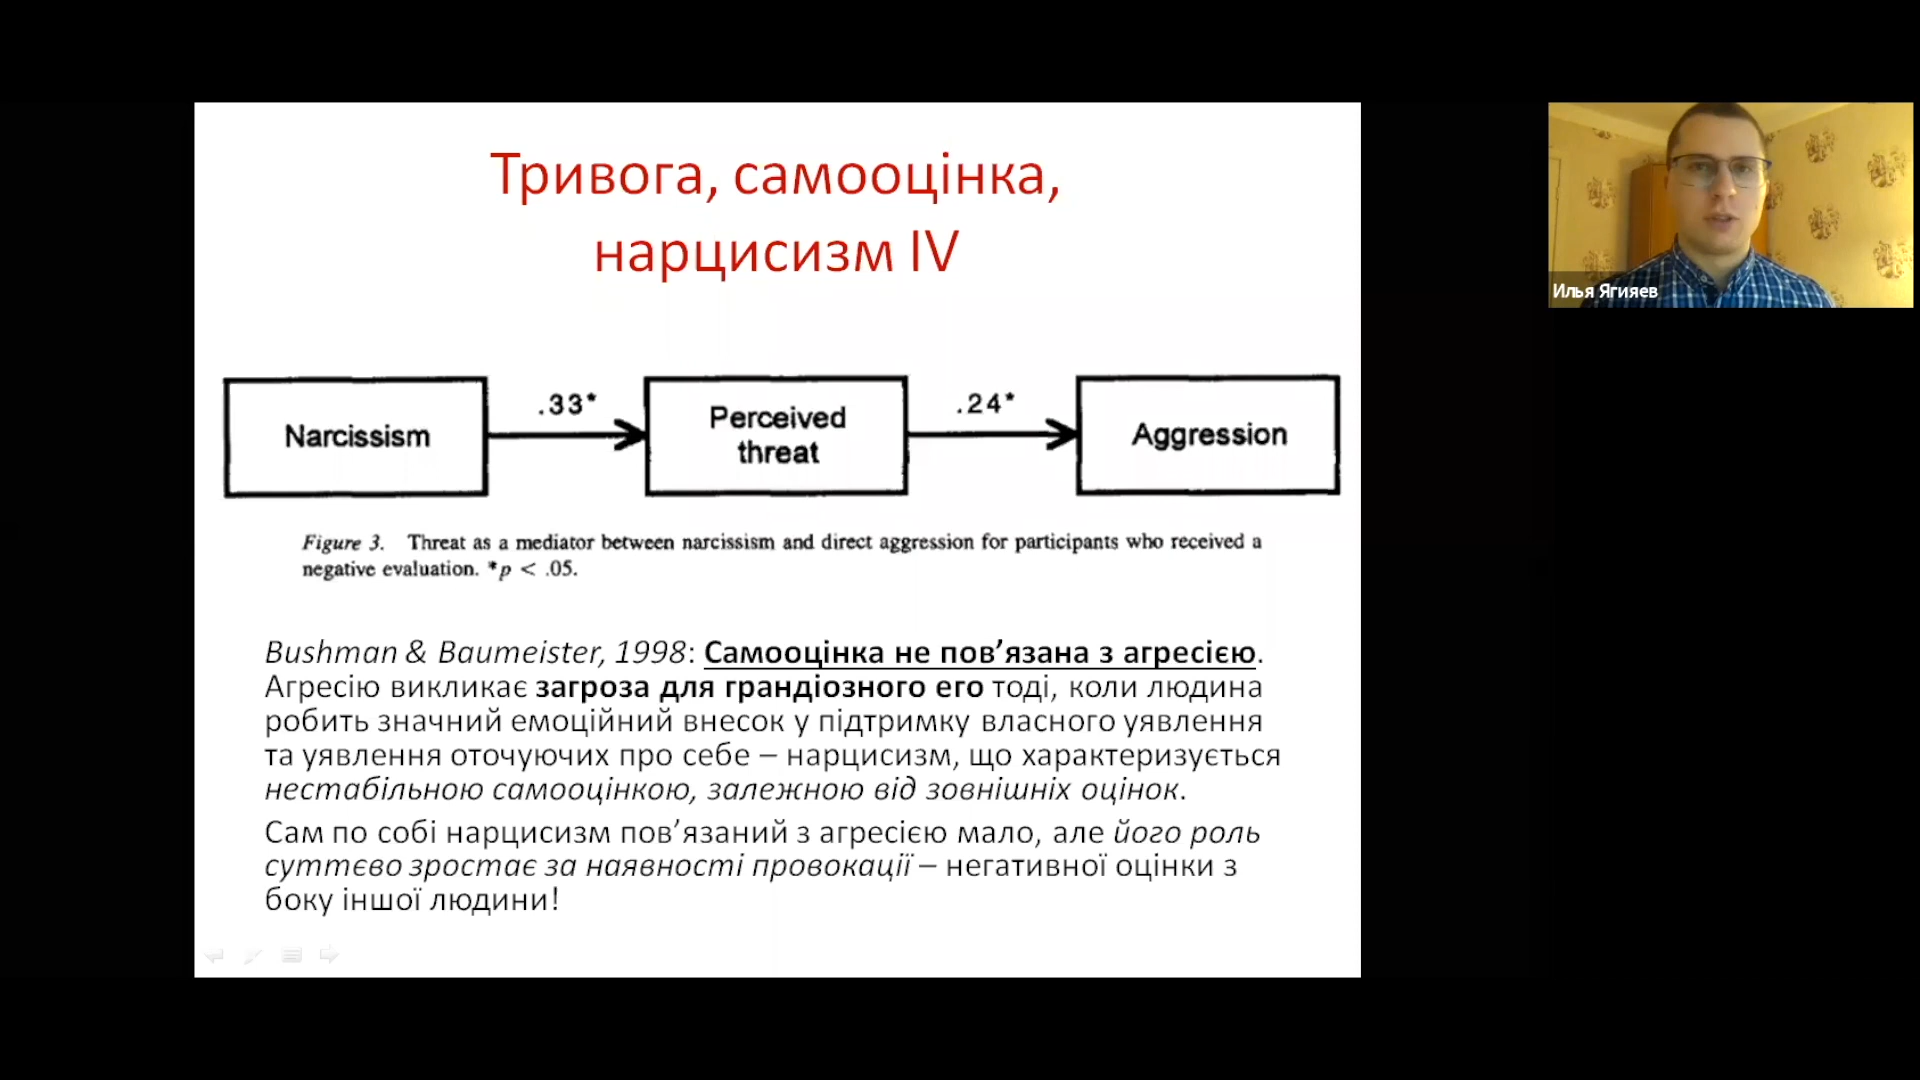 Тривога, самооцінка,
нарцисизм IV
Илья Ягияев
Narcissism
.33*
Perceived
threat
.24*
Aggression
Figure 3. Threat as a mediator between narcissism and direct aggression for participants who received a
negative evaluation. *p < .05.
Bushman & Baumeister, 1998: Самооцінка не пов’язана з агресією.
Агресію викликає загроза для грандіозного его тоді, коли людина
робить значний емоційний внесок у підтримку власного уявлення
та уявлення оточуючих про себе – нарцисизм, що характеризується
нестабільною самооцінкою, залежною від зовнішніх оцінок.
Сам по собі нарцисизм пов’язаний з агресією мало, але його роль
суттєво зростає за наявності провокації – негативної оцінки з
боку іншої людини!